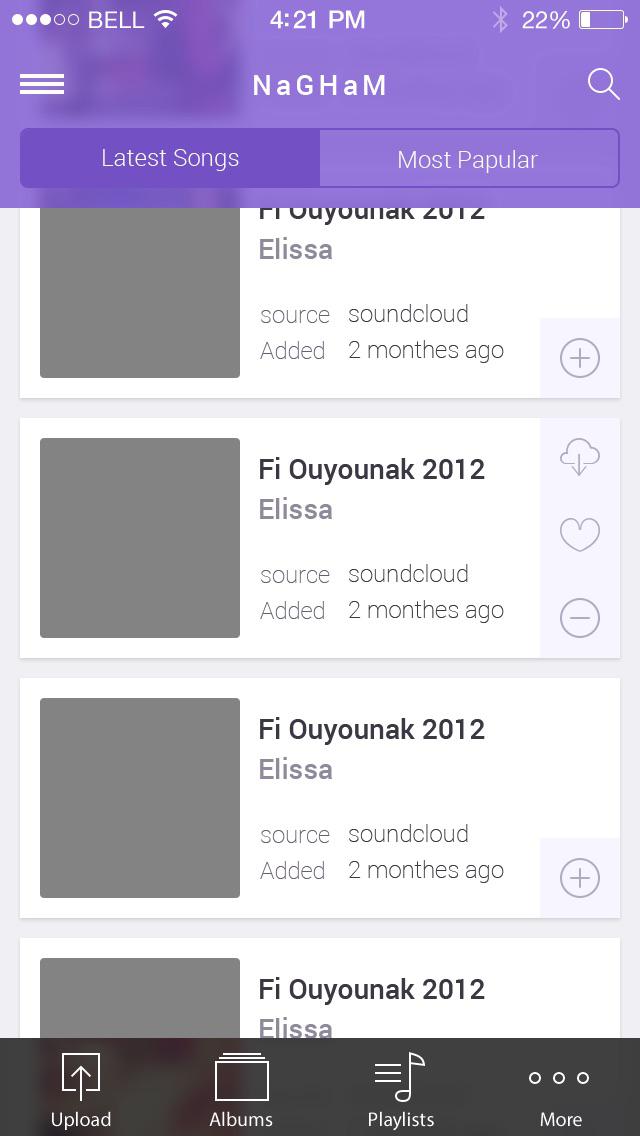 BELL 4:21 PM 22%
NaGHaM
Latest Songs Most Papular
Fi Ouyounak 2012
Elissa
source soundcloud
Added 2 monthes ago
Fi Ouyounak 2012
Elissa
source soundcloud
Added 2 monthes ago
Fi Ouyounak 2012
Elissa
source soundcloud
Added 2 monthes ago
Fi Ouyounak 2012
Elissa
Upload Albums Playlists More